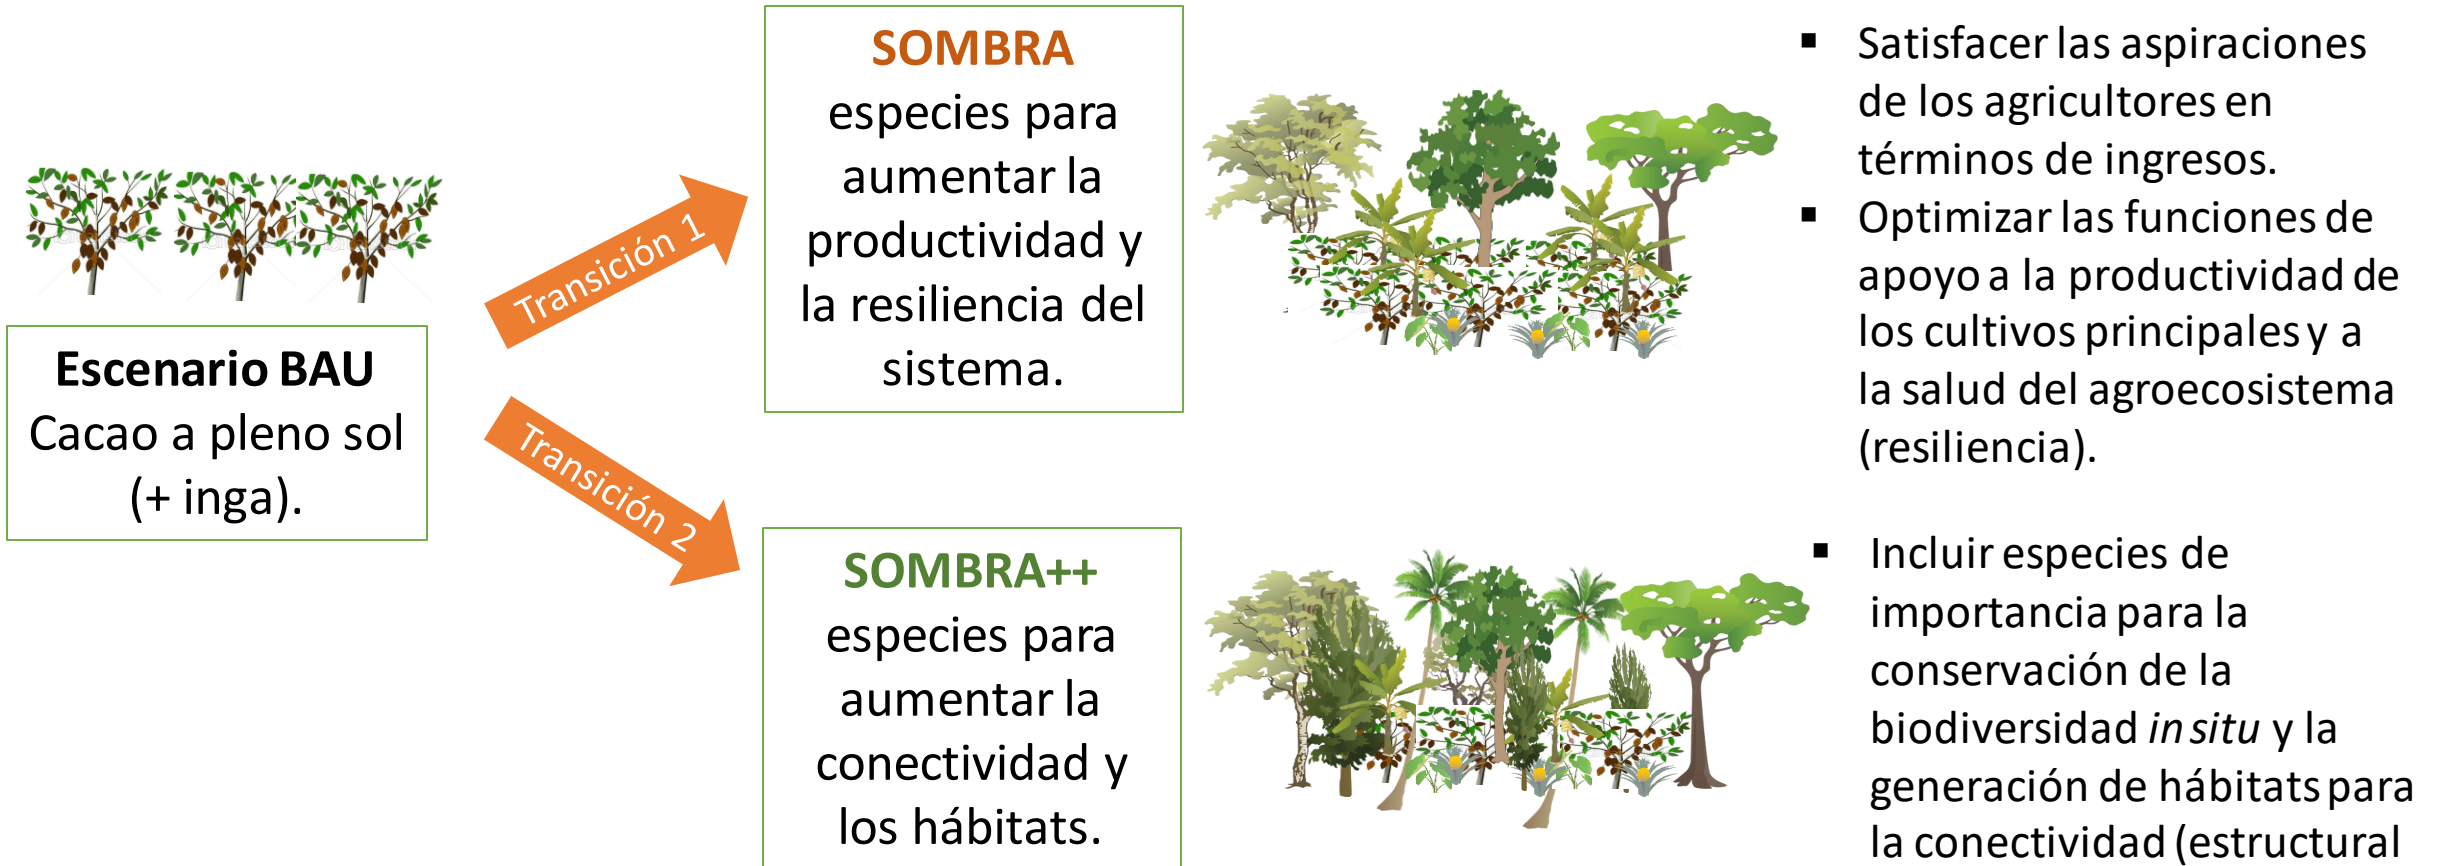 Escenario BAU
Cacao a pleno sol
(+ inga).
Transición 1
Transición 2
SOMBRA
especies para
aumentar la
productividad y
la resiliencia del
sistema.
▪ Satisfacer las aspiraciones
de los agricultores en
términos de ingresos.
▪ Optimizar las funciones de
apoyo a la productividad de
los cultivos principales y a
la salud del agroecosistema
(resiliencia).
SOMBRA++
especies para
aumentar la
conectividad y
los hábitats.
▪ Incluir especies de
importancia para la
conservación de la
biodiversidad in situ y la
generación de hábitats para
la conectividad (estructural